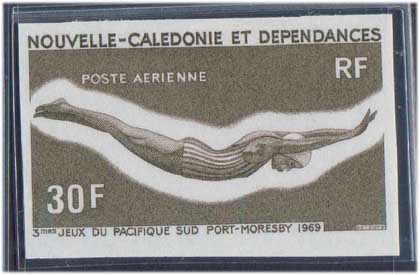 NOUVELLE-CALEDONIE ET DEPENDANCES
POSTE AERIENNE
RF
30F
3mes JEUX DU PACIFIQUE SUD PORT-MORESBY 1969